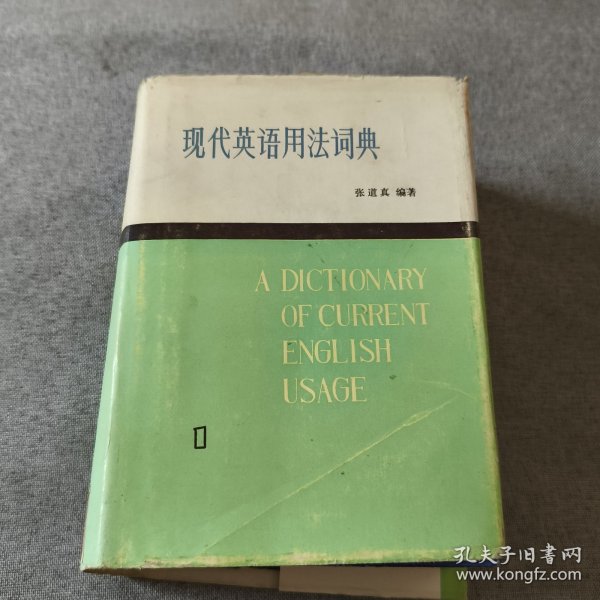 现代英语用法词典
张道真 编著
A DICTIONARY
OF CURRENT
ENGLISH
USAGE
孔夫子旧书网
www.kongfz.com